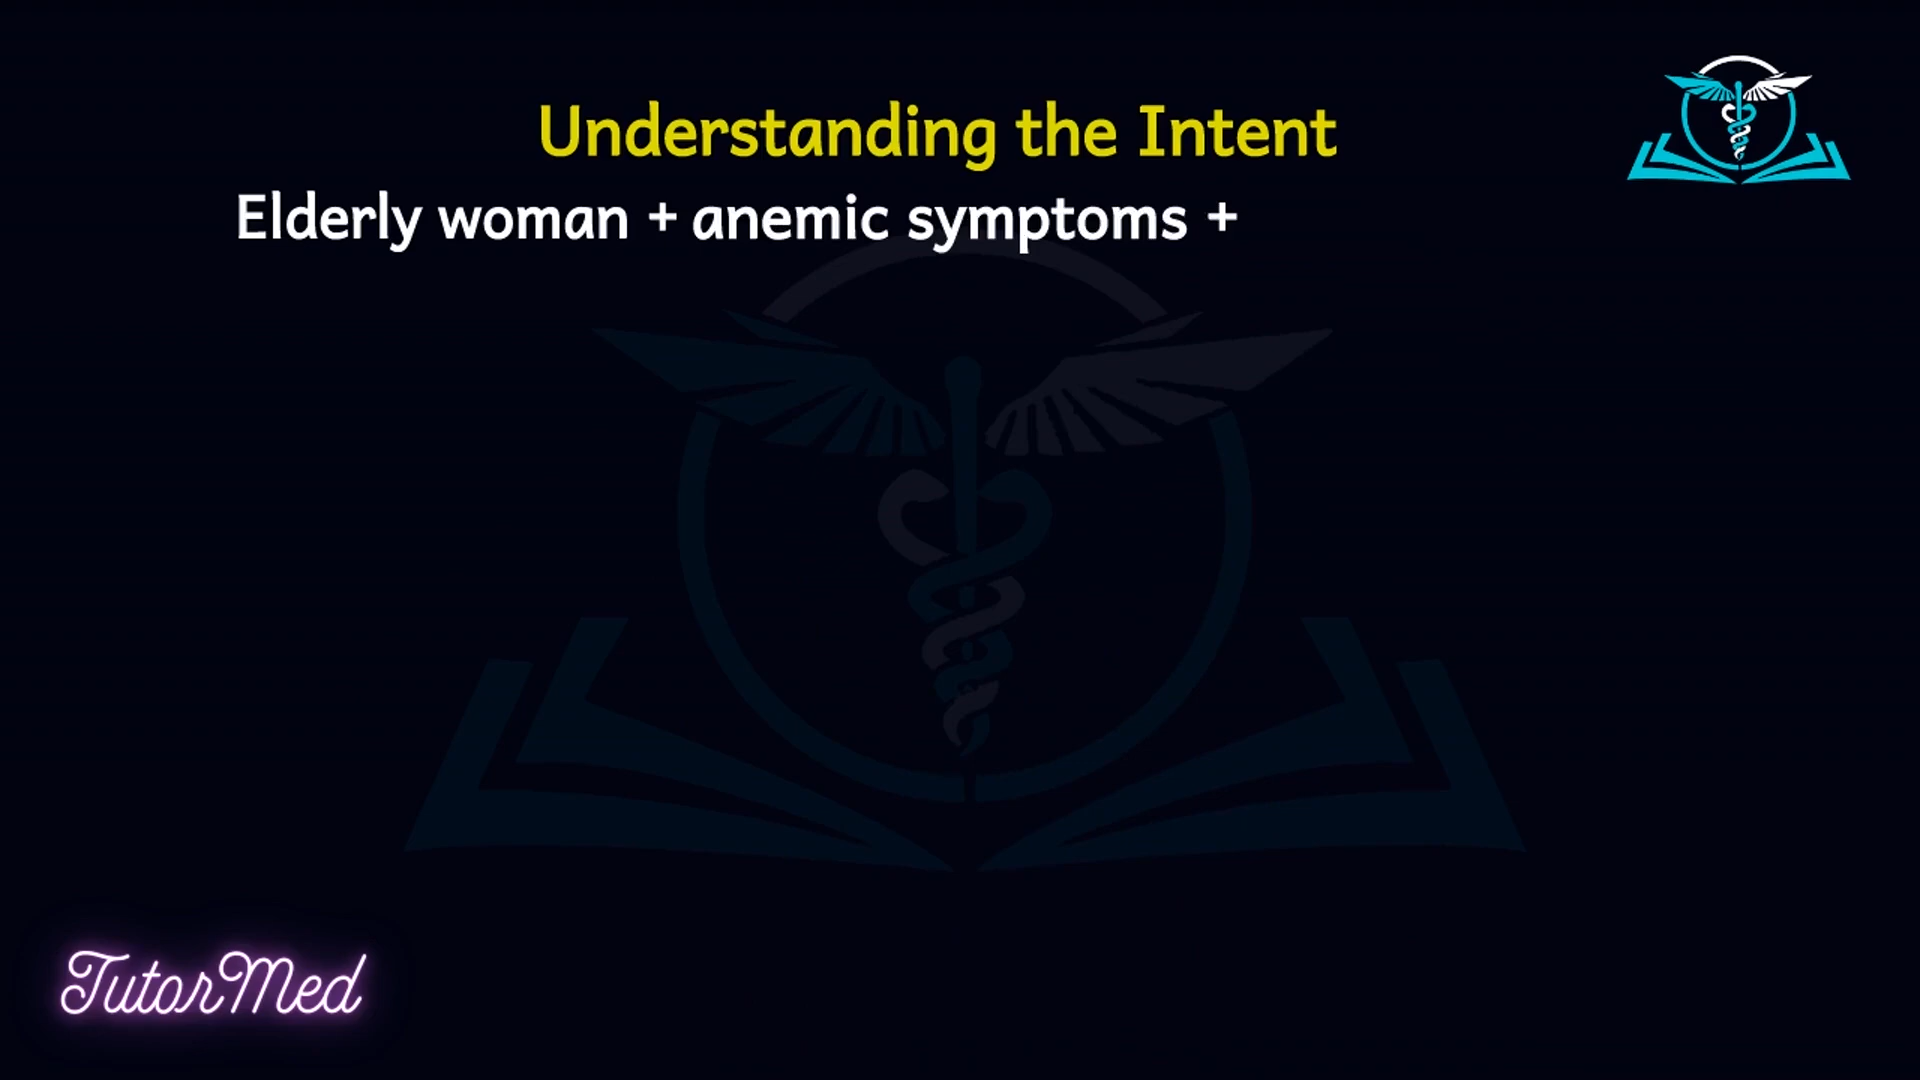 Understanding the Intent
Elderly woman + anemic symptoms +
TutorMed